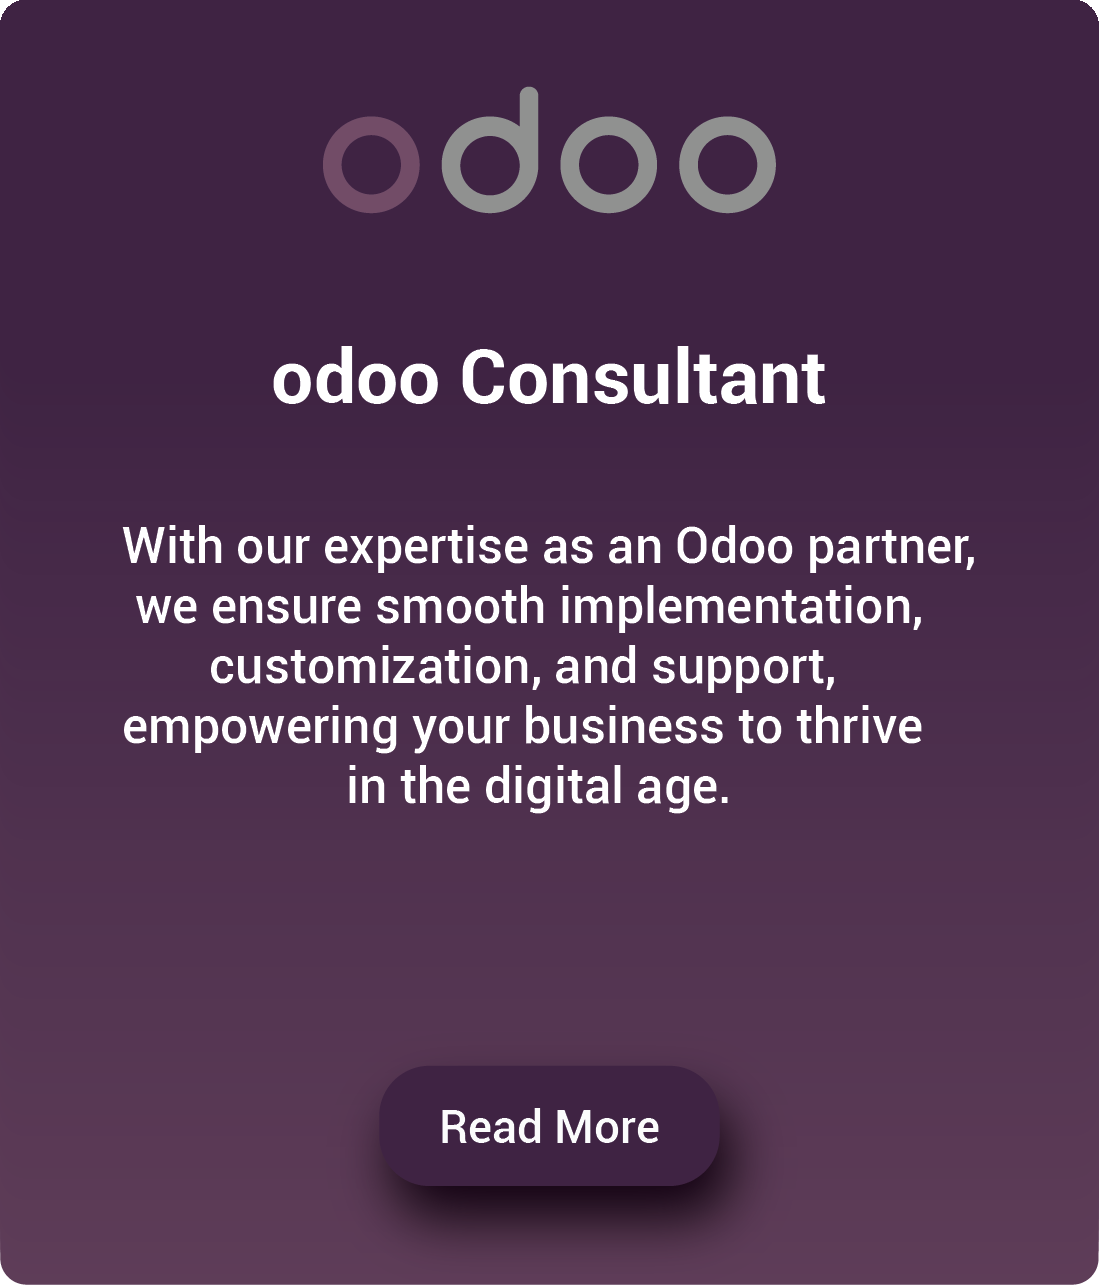 odoo
odoo Consultant
With our expertise as an Odoo partner,
we ensure smooth implementation,
customization, and support,
empowering your business to thrive
in the digital age.
Read More